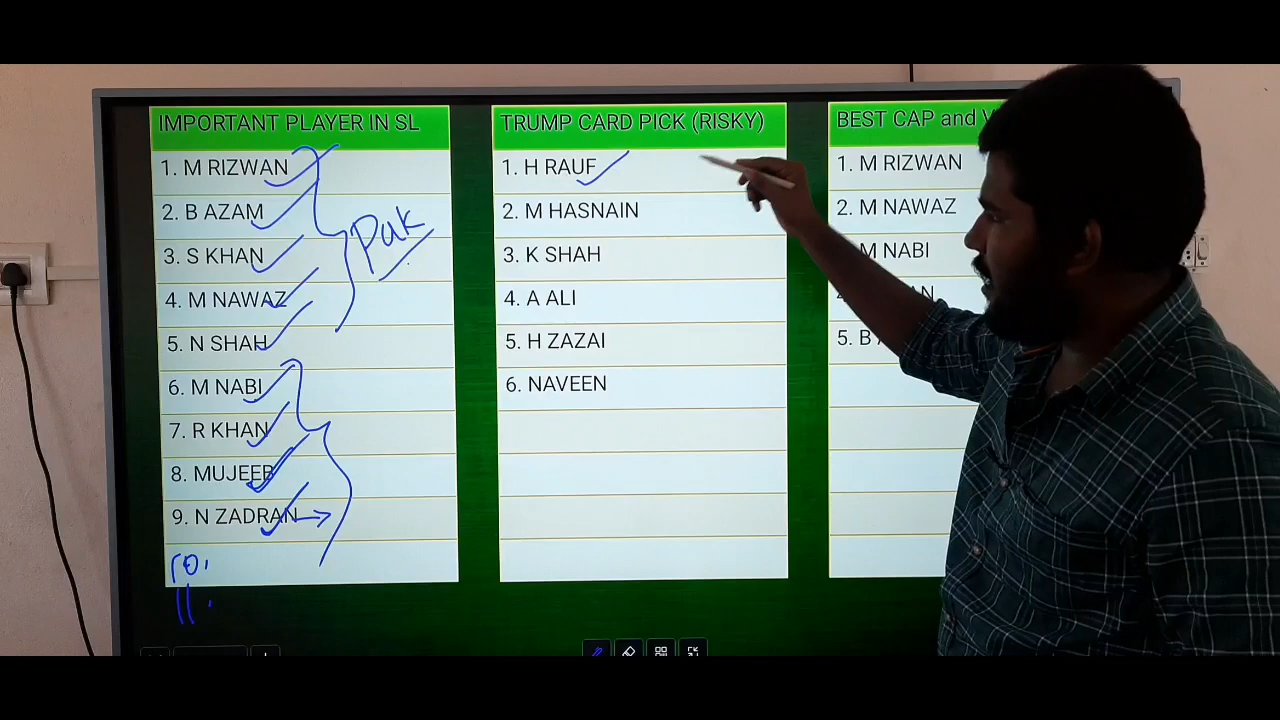 IMPORTANT PLAYER IN SL
1. M RIZWAN
2. B AZAM
3. S KHAN
4. M NAWAZ
5. N SHAH
6. M NABI
7. R KHAN
8. MUJEEB
9. N ZADRAN
10.
11.
Pak
TRUMP CARD PICK (RISKY)
1. H RAUF
2. M HASNAIN
3. K SHAH
4. A ALI
5. H ZAZAI
6. NAVEEN
BEST CAP and V
1. M RIZWAN
2. M NAWAZ
M NABI
5. B